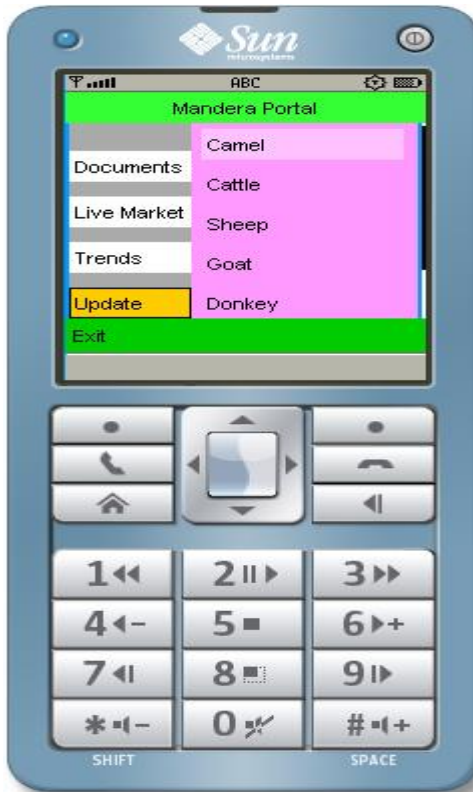 Sun
microsystems
ABC
Mandera Portal
Documents
Live Market
Trends
Update
Camel
Cattle
Sheep
Goat
Donkey
Exit
1 2 3
4 - 5 6 +
7 8 9
* - 0 # +
SHIFT SPACE